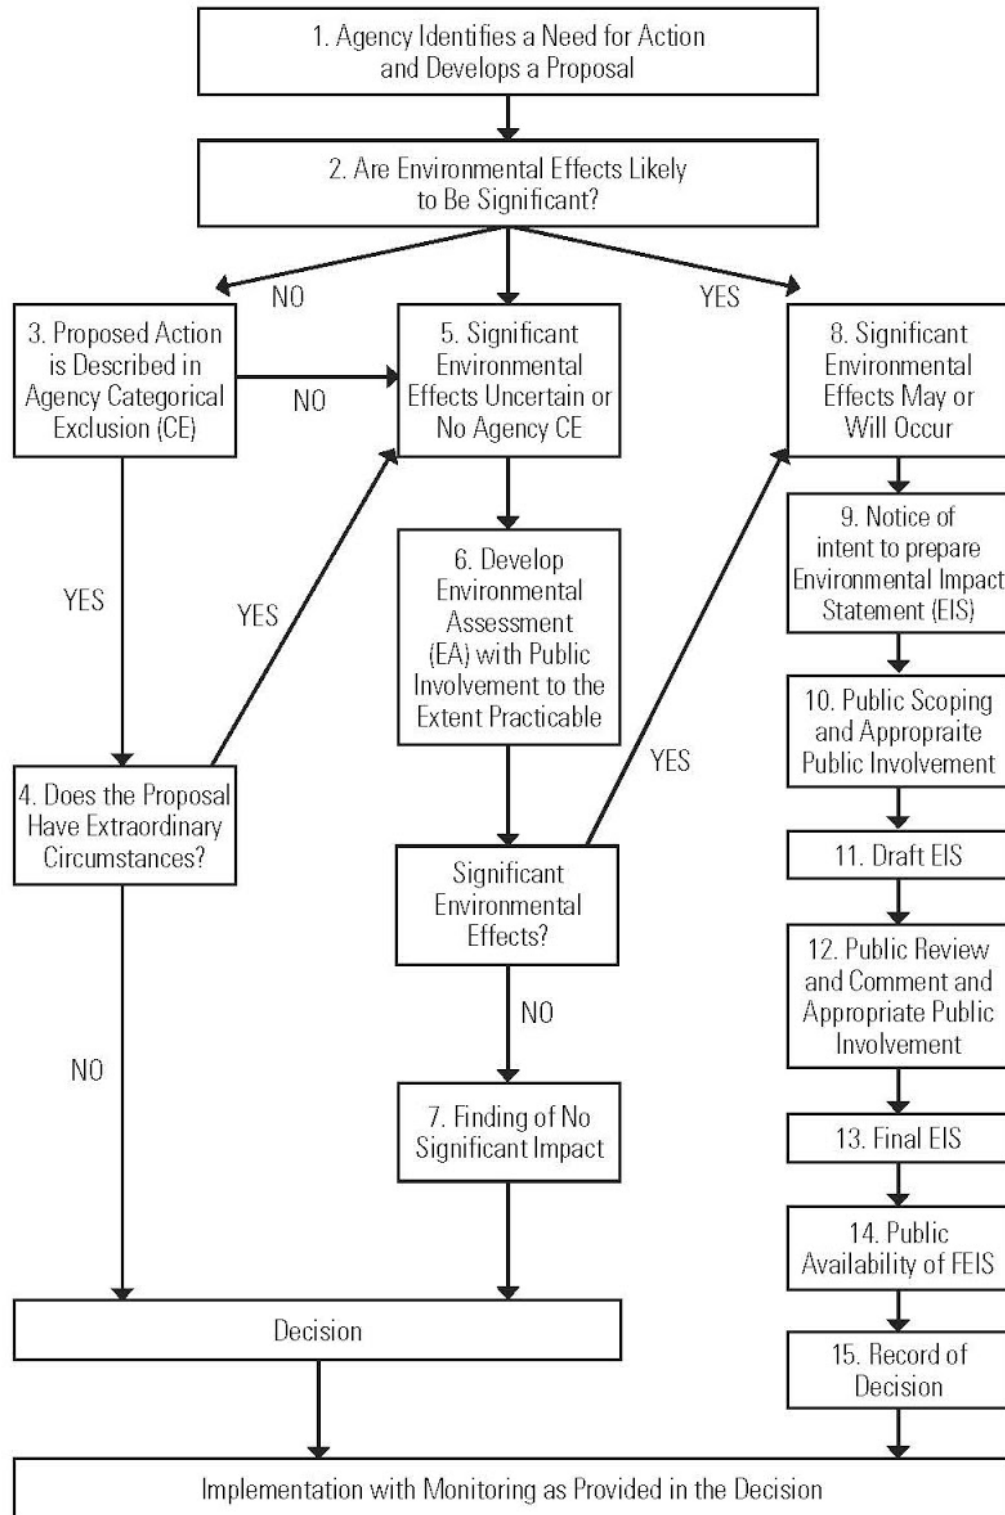 1. Agency Identifies a Need for Action
and Develops a Proposal
2. Are Environmental Effects Likely
to Be Significant?
NO
YES
3. Proposed Action
is Described in
Agency Categorical
Exclusion (CE)
NO
5. Significant
Environmental
Effects Uncertain or
No Agency CE
8. Significant
Environmental
Effects May or
Will Occur
9. Notice of
intent to prepare
Environmental Impact
Statement (EIS)
YES
YES
6. Develop
Environmental
Assessment
(EA) with Public
Involvement to the
Extent Practicable
YES
10. Public Scoping
and Appropraite
Public Involvement
4. Does the Proposal
Have Extraordinary
Circumstances?
Significant
Environmental
Effects?
11. Draft EIS
12. Public Review
and Comment and
Appropriate Public
Involvement
NO
NO
7. Finding of No
Significant Impact
13. Final EIS
14. Public
Availability of FEIS
Decision
15. Record of
Decision
Implementation with Monitoring as Provided in the Decision